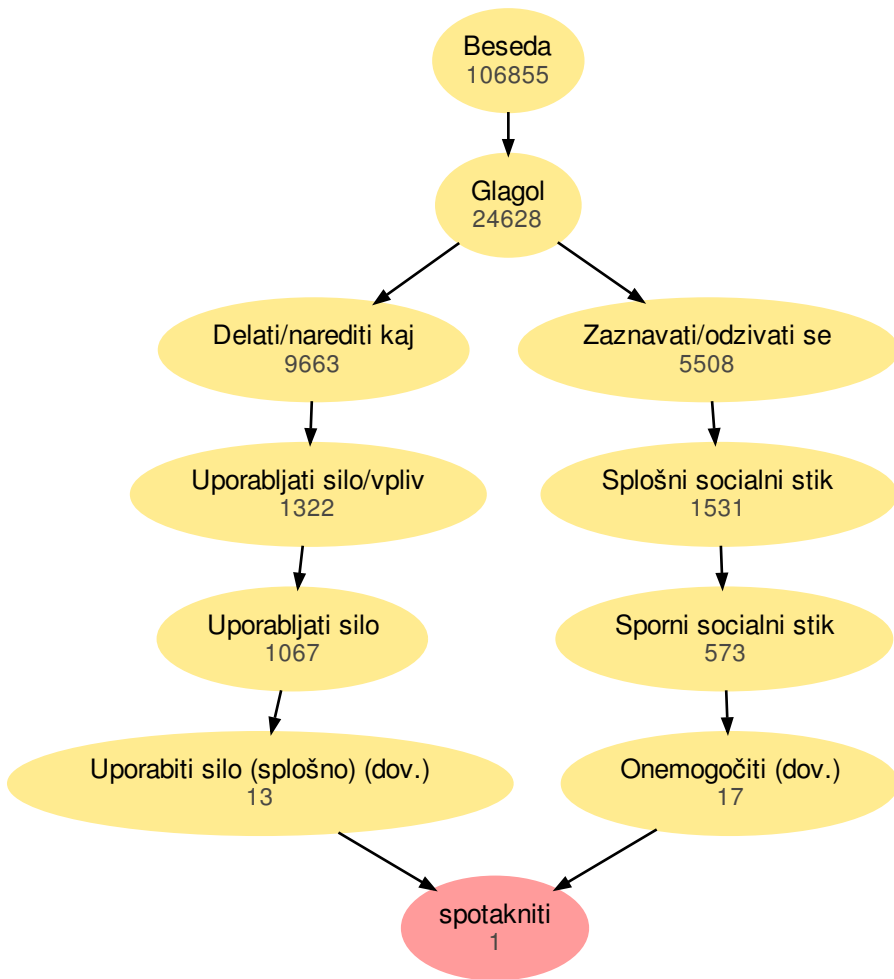 Beseda
106855
Glagol
24628
Delati/narediti kaj
9663
Zaznavati/odzivati se
5508
Uporabljati silo/vpliv
1322
Splošni socialni stik
1531
Uporabljati silo
1067
Sporni socialni stik
573
Uporabiti silo (splošno) (dov.)
13
Onemogočiti (dov.)
17
spotakniti
1